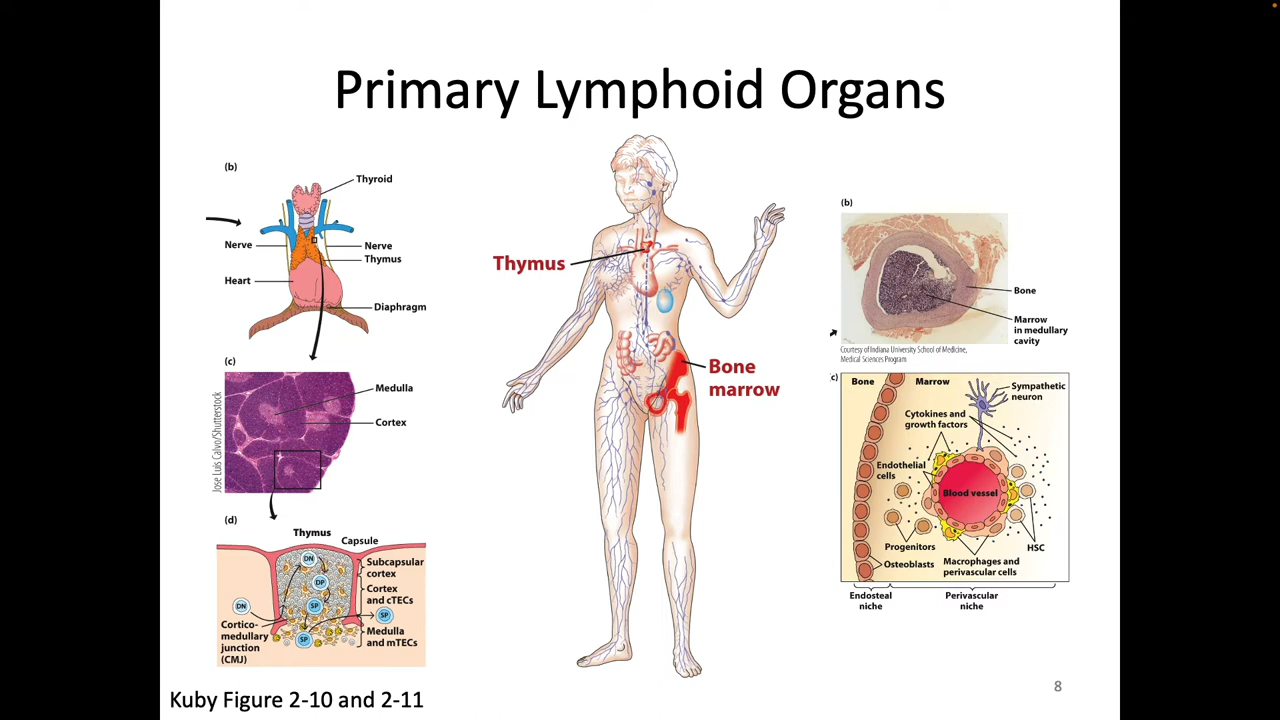 Primary Lymphoid Organs
(b)
Thyroid
Nerve
Nerve
Thymus
Heart
Diaphragm
(c)
Medulla
Cortex
Jose Luis Calvo/Shutterstock
(d)
Thymus
Capsule
DN
Subcapsular
cortex
DP
Cortex
and cTECs
DN
SP
SP
Cortico-
medullary
junction
(CMJ)
SP
Medulla
and mTECs
Kuby Figure 2-10 and 2-11
Thymus
Bone
marrow
(b)
Bone
Marrow
in medullary
cavity
Courtesy of Indiana University School of Medicine,
Medical Sciences Program
c)
Bone
Marrow
Sympathetic
neuron
Cytokines and
growth factors
Endothelial
cells
Blood vessel
Progenitors
HSC
Osteoblasts
Macrophages and
perivascular cells
Endosteal
niche
Perivascular
niche
8